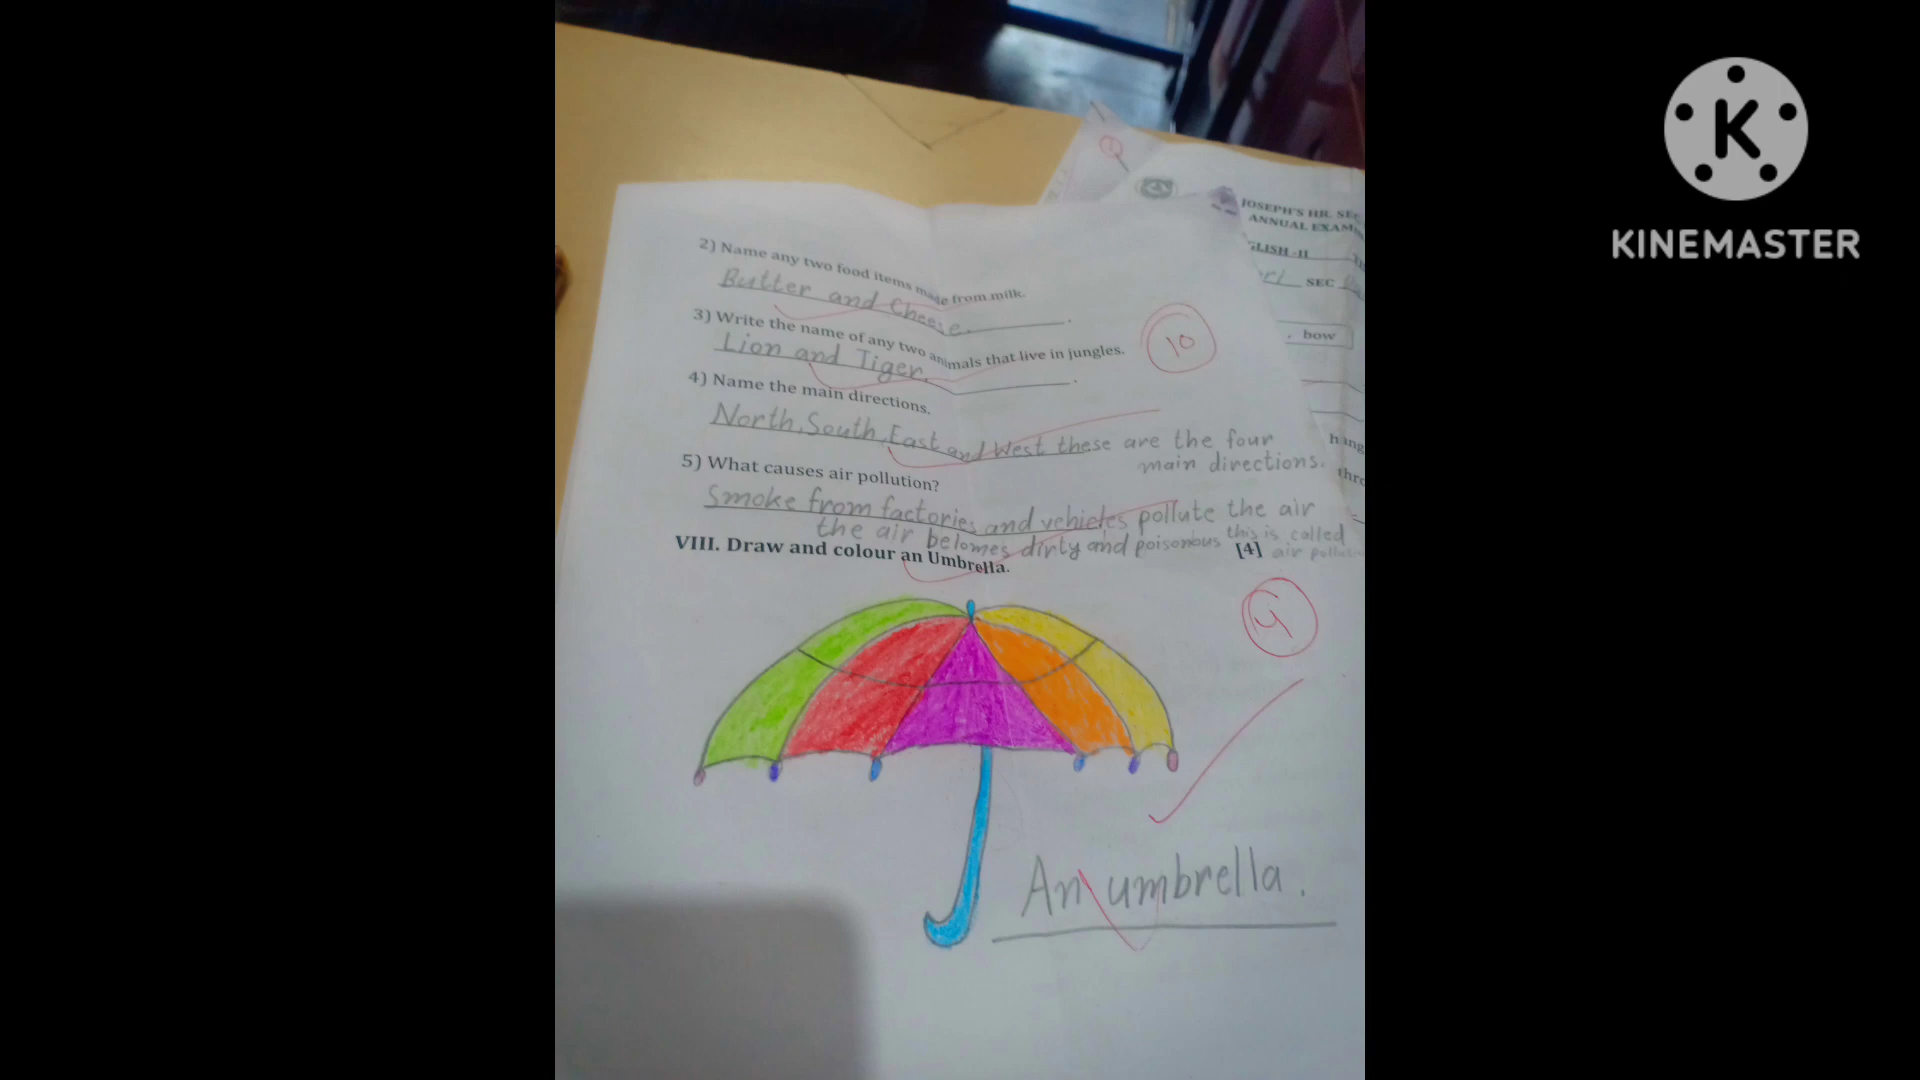 KINEMASTER
JOSEPH'S HR. SEC
ANNUAL EXAM
GLISH -II
SEC
bow
2) Name any two food items made from milk.
Butter and Cheese.
3) Write the name of any two animals that live in jungles.
Lion and Tiger.
10
4) Name the main directions.
North, South, East and West these are the four
main directions.
5) What causes air pollution?
Smoke from factories and vehicles pollute the air
the air belomes dirty and poisonous this is called
air pollution
VIII. Draw and colour an Umbrella. [4]
4
An umbrella.